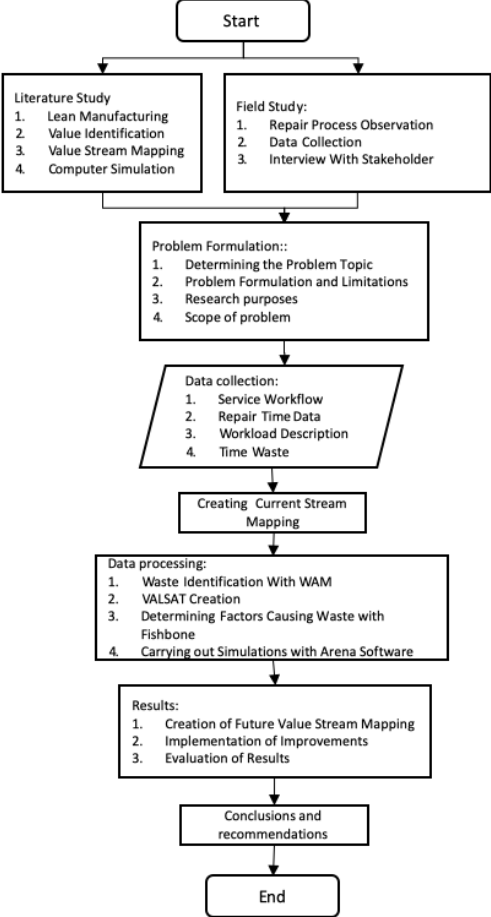 Start
Literature Study
1. Lean Manufacturing
2. Value Identification
3. Value Stream Mapping
4. Computer Simulation
Field Study:
1. Repair Process Observation
2. Data Collection
3. Interview With Stakeholder
Problem Formulation::
1. Determining the Problem Topic
2. Problem Formulation and Limitations
3. Research purposes
4. Scope of problem
Data collection:
1. Service Workflow
2. Repair Time Data
3. Workload Description
4. Time Waste
Creating Current Stream
Mapping
Data processing:
1. Waste Identification With WAM
2. VALSAT Creation
3. Determining Factors Causing Waste with
Fishbone
4. Carrying out Simulations with Arena Software
Results:
1. Creation of Future Value Stream Mapping
2. Implementation of Improvements
3. Evaluation of Results
Conclusions and
recommendations
End